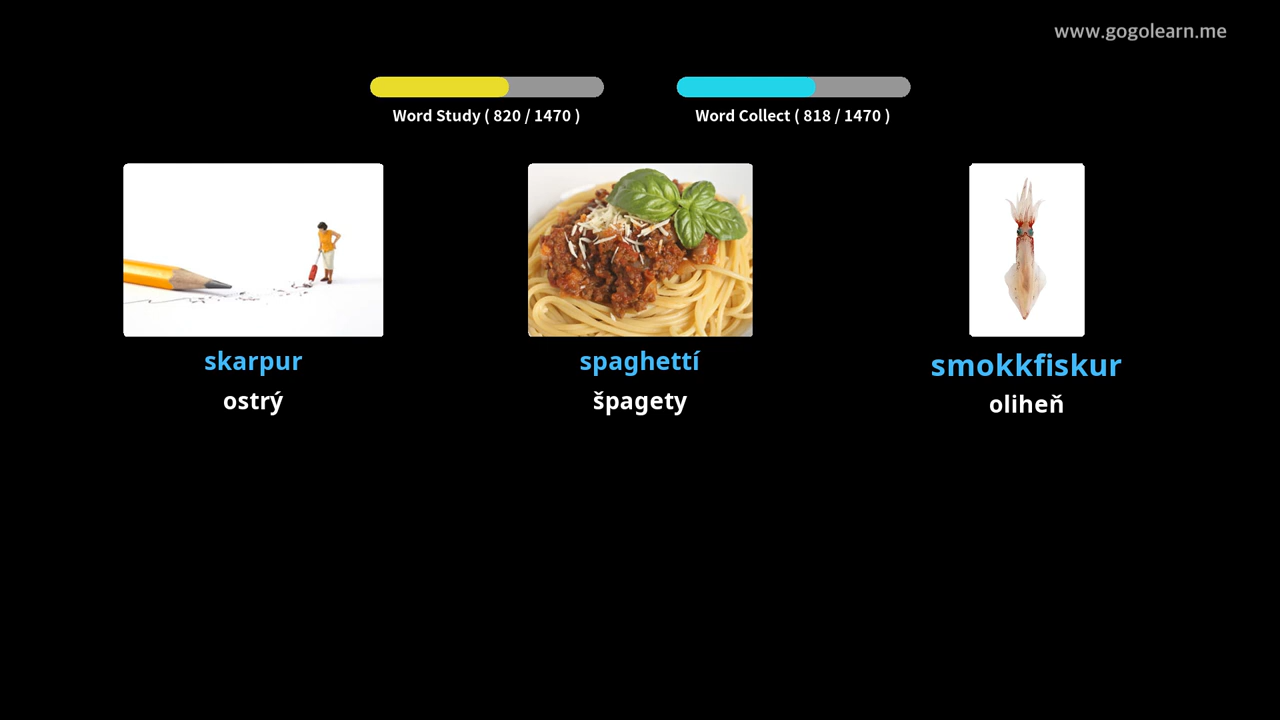 www.gogolearn.me
Word Study ( 820 / 1470 )
Word Collect ( 818 / 1470 )
skarpur
ostrý
spaghettí
špagety
smokkfiskur
oliheň